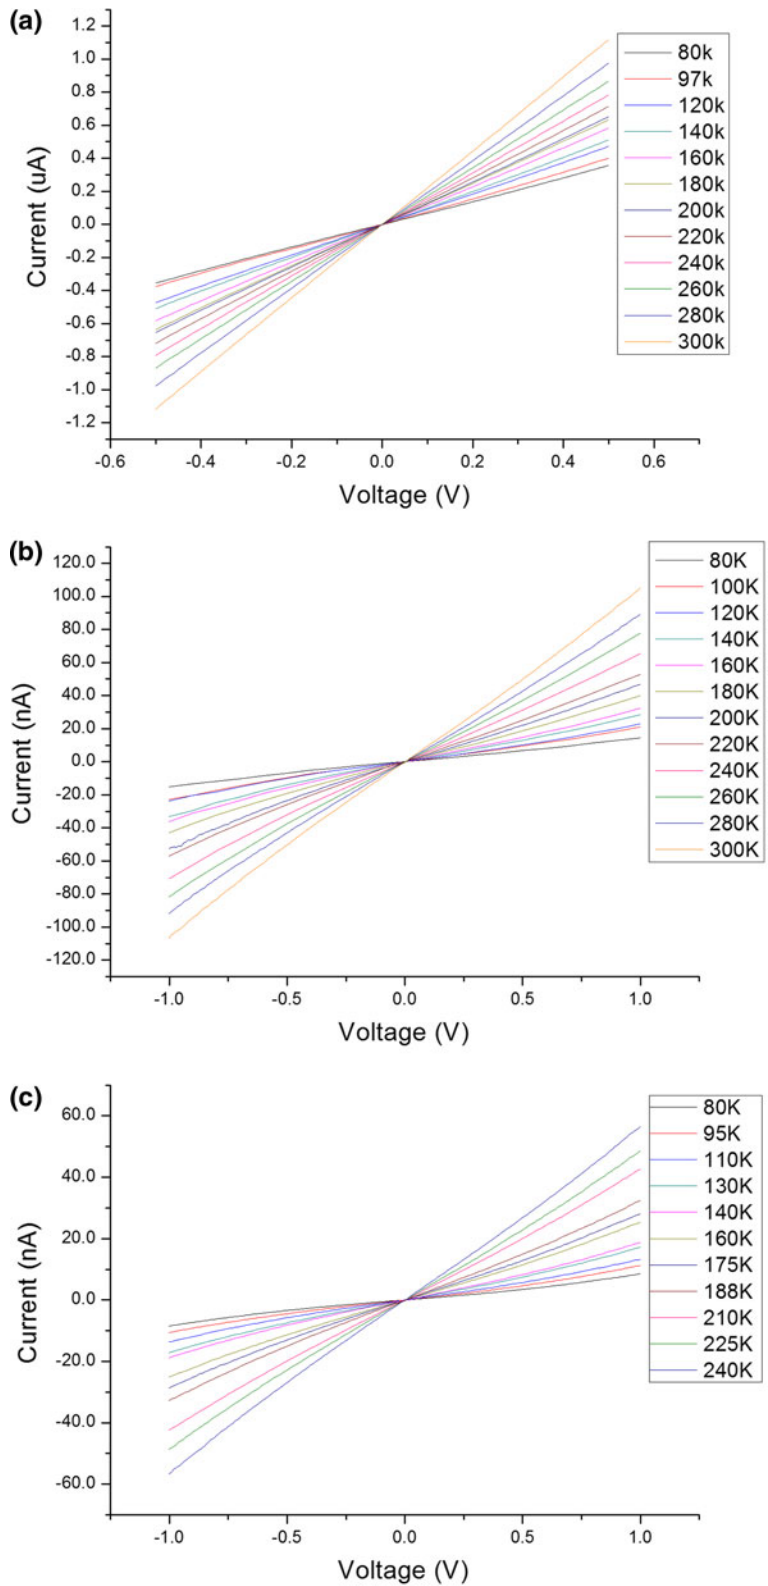 (a)
1.2
1.0
0.8
0.6
0.4
0.2
0.0
-0.2
-0.4
-0.6
-0.8
-1.0
-1.2
Current (uA)
-0.6
-0.4
-0.2
0.0
0.2
0.4
0.6
Voltage (V)
80k
97k
120k
140k
160k
180k
200k
220k
240k
260k
280k
300k
(b)
120.0
100.0
80.0
60.0
40.0
20.0
0.0
-20.0
-40.0
-60.0
-80.0
-100.0
-120.0
Current (nA)
-1.0
-0.5
0.0
0.5
1.0
Voltage (V)
80K
100K
120K
140K
160K
180K
200K
220K
240K
260K
280K
300K
(c)
60.0
40.0
20.0
0.0
-20.0
-40.0
-60.0
Current (nA)
-1.0
-0.5
0.0
0.5
1.0
Voltage (V)
80K
95K
110K
130K
140K
160K
175K
188K
210K
225K
240K